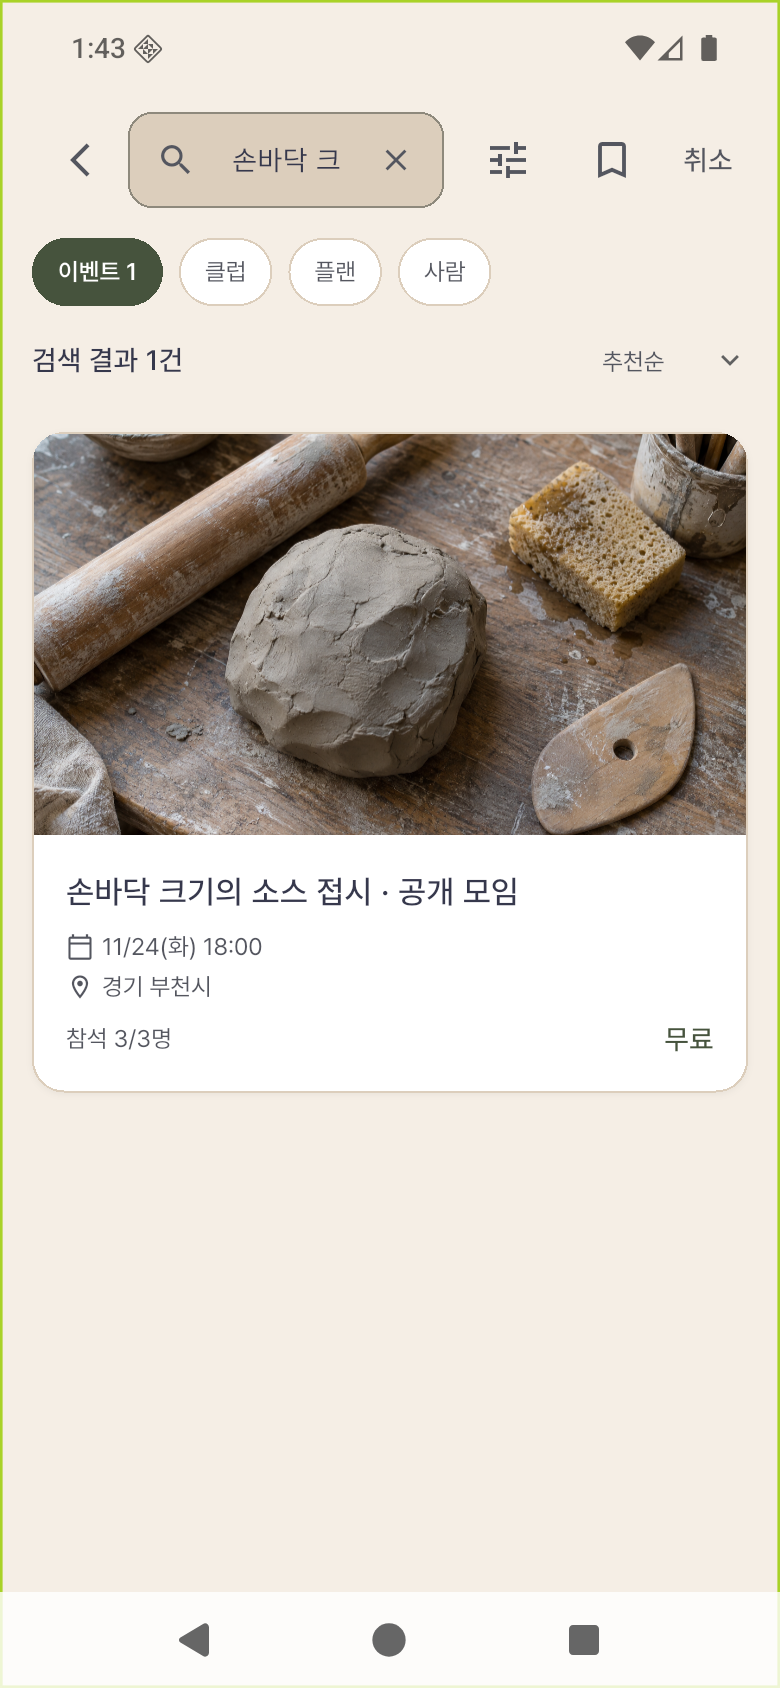 1:43
손바닥 크
취소
이벤트 1
클럽
플랜
사람
검색 결과 1건
추천순
손바닥 크기의 소스 접시 · 공개 모임
11/24(화) 18:00
경기 부천시
참석 3/3명
무료